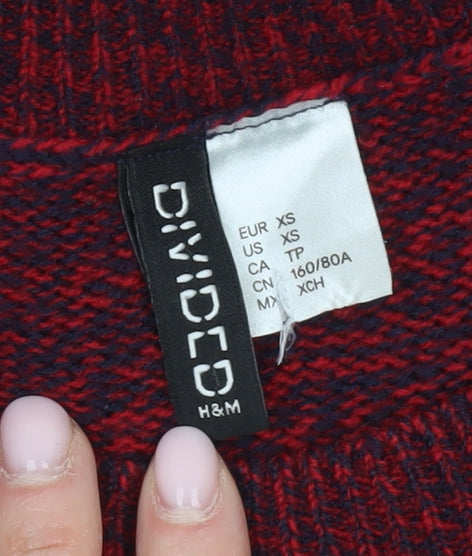 DIVIDED
H&M
EUR XS
US XS
CA TP
CN 160/80A
MX XCH